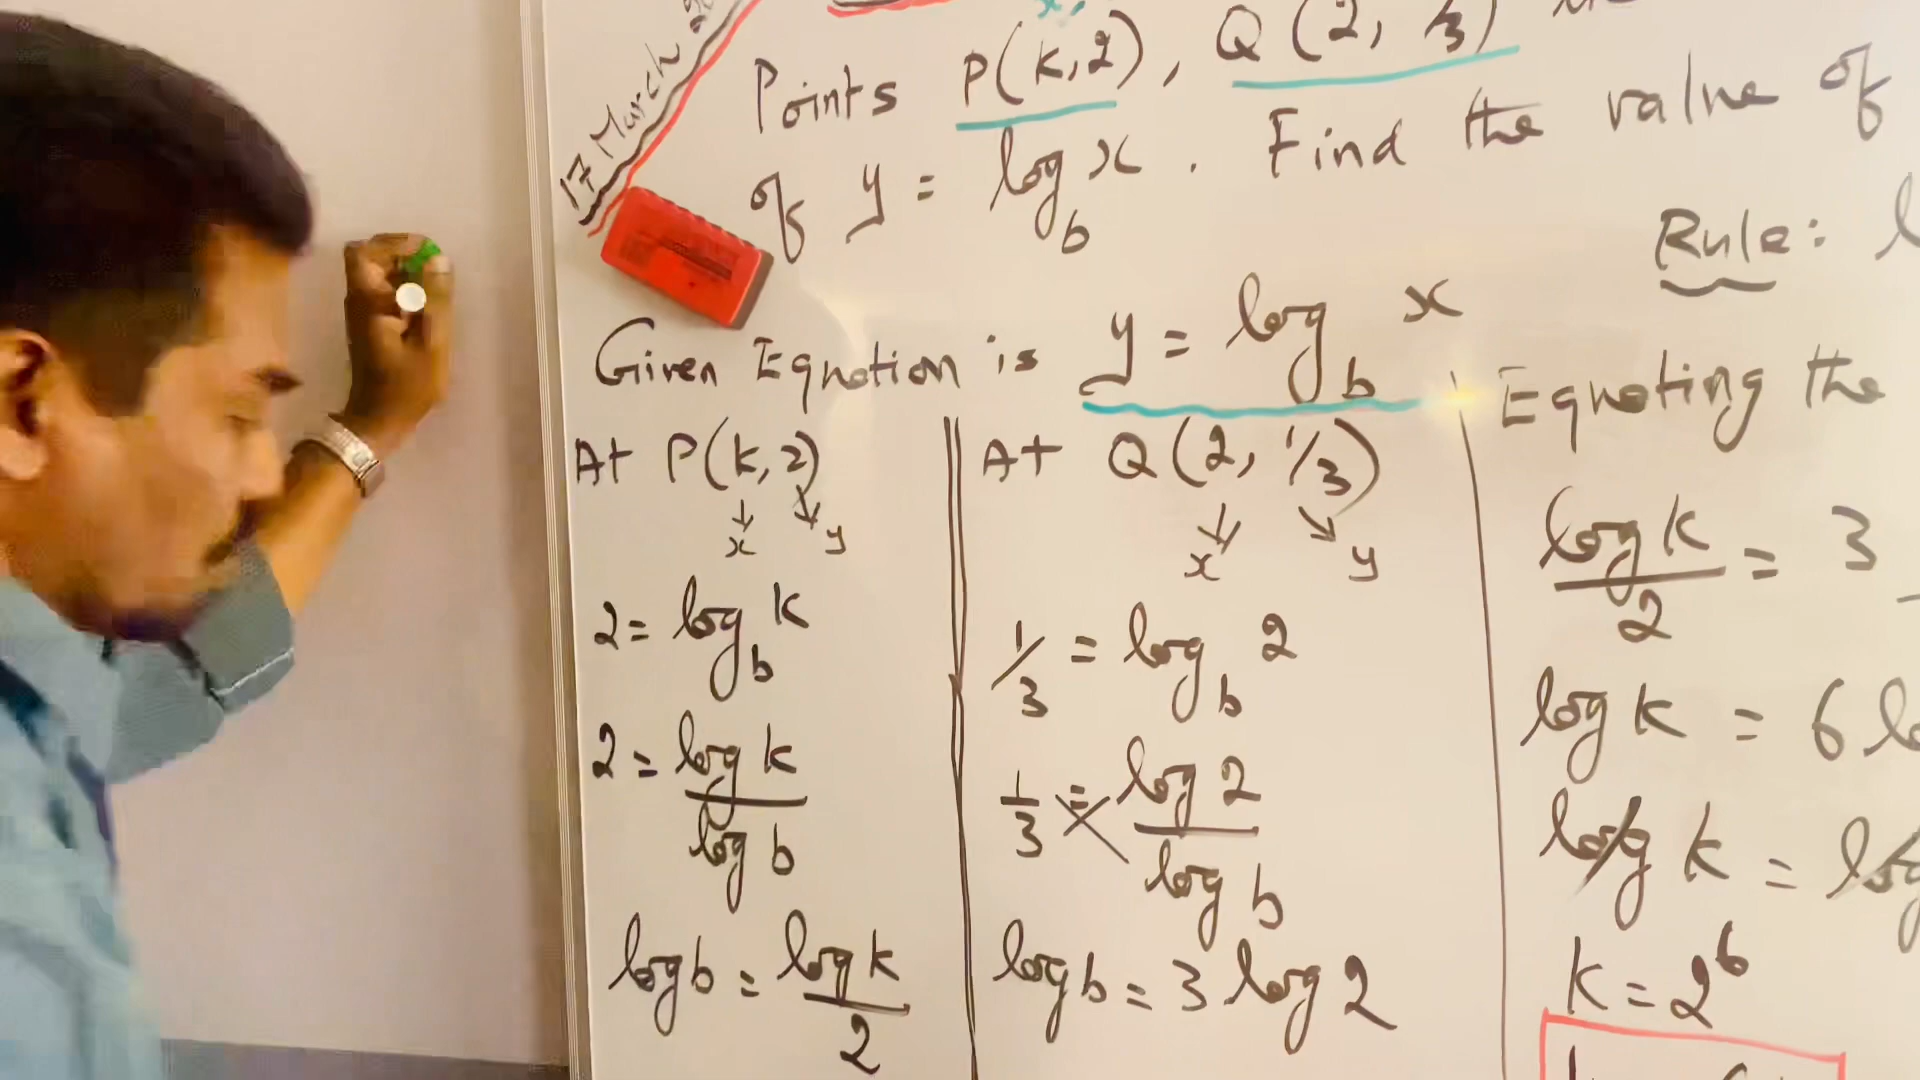 17 March
Points P(k,2), Q(2, 1/3)
of y = log_b x. Find the value of
Rule:
Given Equation is y = log_b x
At P(k,2)
x y
2 = log_b k
2 = log k / log b
log b = log k / 2
At Q(2, 1/3)
x y
1/3 = log_b 2
1/3 = log 2 / log b
log b = 3 log 2
Equating the
log k / 2 = 3
log k = 6
log k = log
k = 2^6